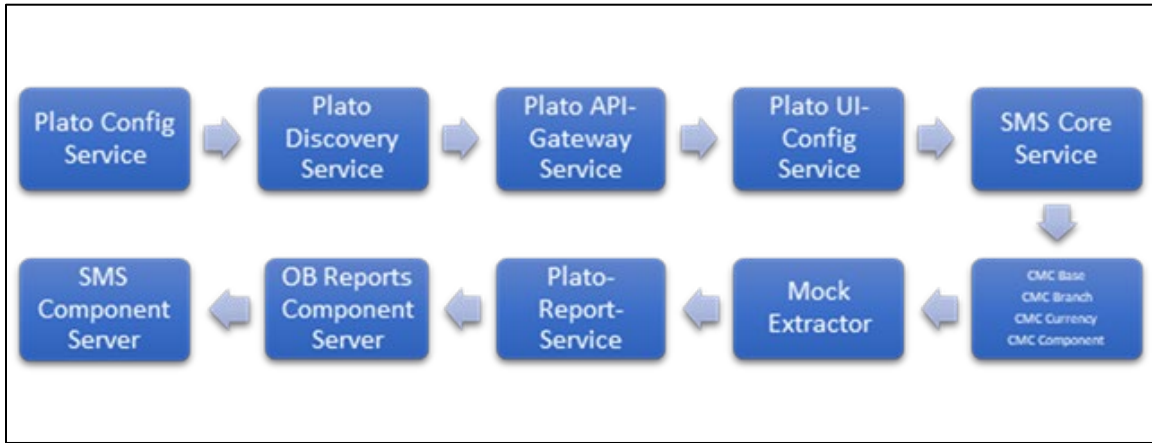 Plato Config
Service
Plato
Discovery
Service
Plato API-
Gateway
Service
Plato UI-
Config
Service
SMS Core
Service
CMC Base
CMC Branch
CMC Currency
CMC Component
Mock
Extractor
Plato-
Report-
Service
OB Reports
Component
Server
SMS
Component
Server